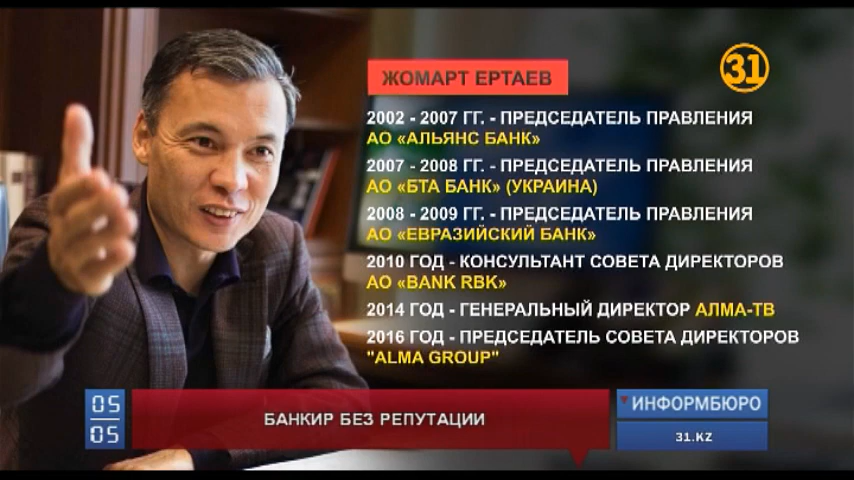 31
ЖОМАРТ ЕРТАЕВ
2002 - 2007 ГГ. - ПРЕДСЕДАТЕЛЬ ПРАВЛЕНИЯ
АО «АЛЬЯНС БАНК»
2007 - 2008 ГГ. - ПРЕДСЕДАТЕЛЬ ПРАВЛЕНИЯ
АО «БТА БАНК» (УКРАИНА)
2008 - 2009 ГГ. - ПРЕДСЕДАТЕЛЬ ПРАВЛЕНИЯ
АО «ЕВРАЗИЙСКИЙ БАНК»
2010 ГОД - КОНСУЛЬТАНТ СОВЕТА ДИРЕКТОРОВ
АО «BANK RBK»
2014 ГОД - ГЕНЕРАЛЬНЫЙ ДИРЕКТОР АЛМА-ТВ
2016 ГОД - ПРЕДСЕДАТЕЛЬ СОВЕТА ДИРЕКТОРОВ
"ALMA GROUP"
05
05
БАНКИР БЕЗ РЕПУТАЦИИ
ИНФОРМБЮРО
31.KZ